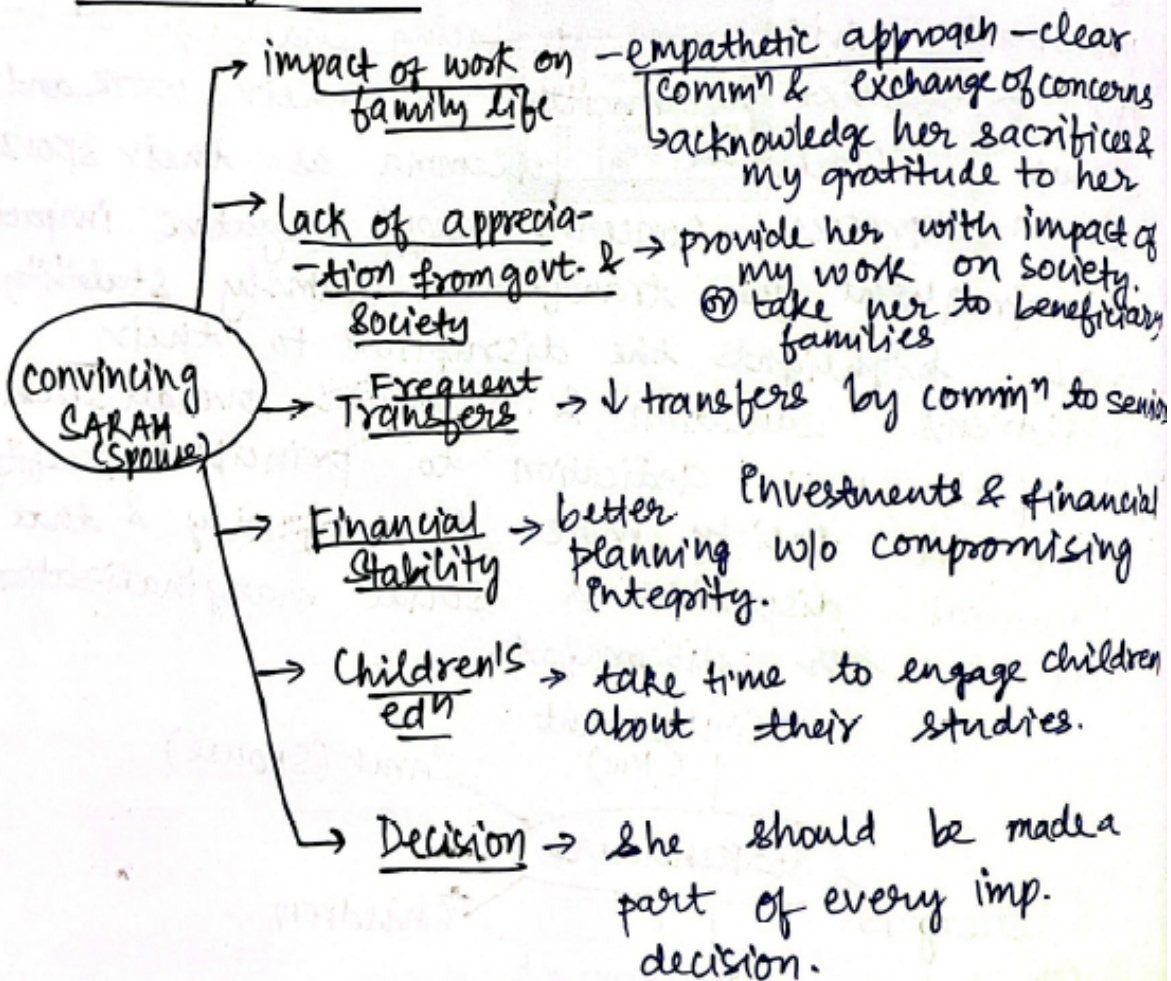 → impact of work on - empathetic approach - clear
family life
commⁿ & exchange of concerns
↳ acknowledge her sacrifices &
my gratitude to her
→ lack of apprecia-
-tion from govt. &
society
→ provide her with impact of
my work on society.
or take her to beneficiary
families
convincing
SARAH
(spouse)
→ Frequent
Transfers → ↓ transfers by commⁿ to senior
→ Financial
stability
→ better Investments & financial
planning w/o compromising
integrity.
→ Children's
edⁿ
→ take time to engage children
about their studies.
→ Decision → she should be made a
part of every imp.
decision.